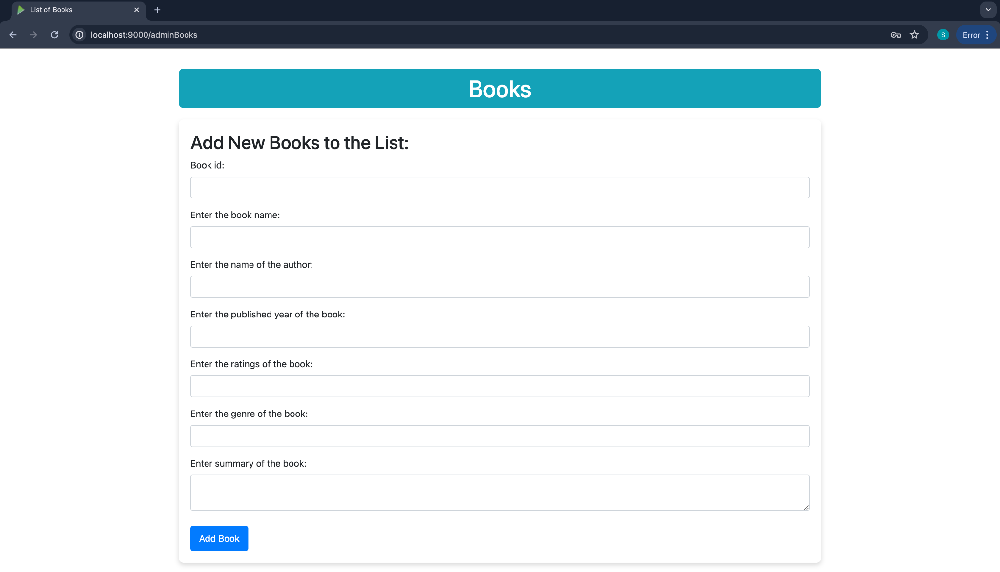 List of Books
localhost:9000/adminBooks
S
Error
Books
Add New Books to the List:
Book id:
Enter the book name:
Enter the name of the author:
Enter the published year of the book:
Enter the ratings of the book:
Enter the genre of the book:
Enter summary of the book:
Add Book